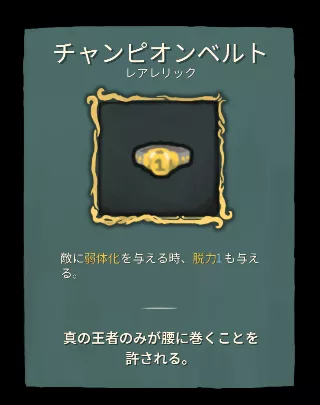 チャンピオンベルト
レアレリック
1
敵に弱体化を与える時、脱力1も与え
る。
真の王者のみが腰に巻くことを
許される。